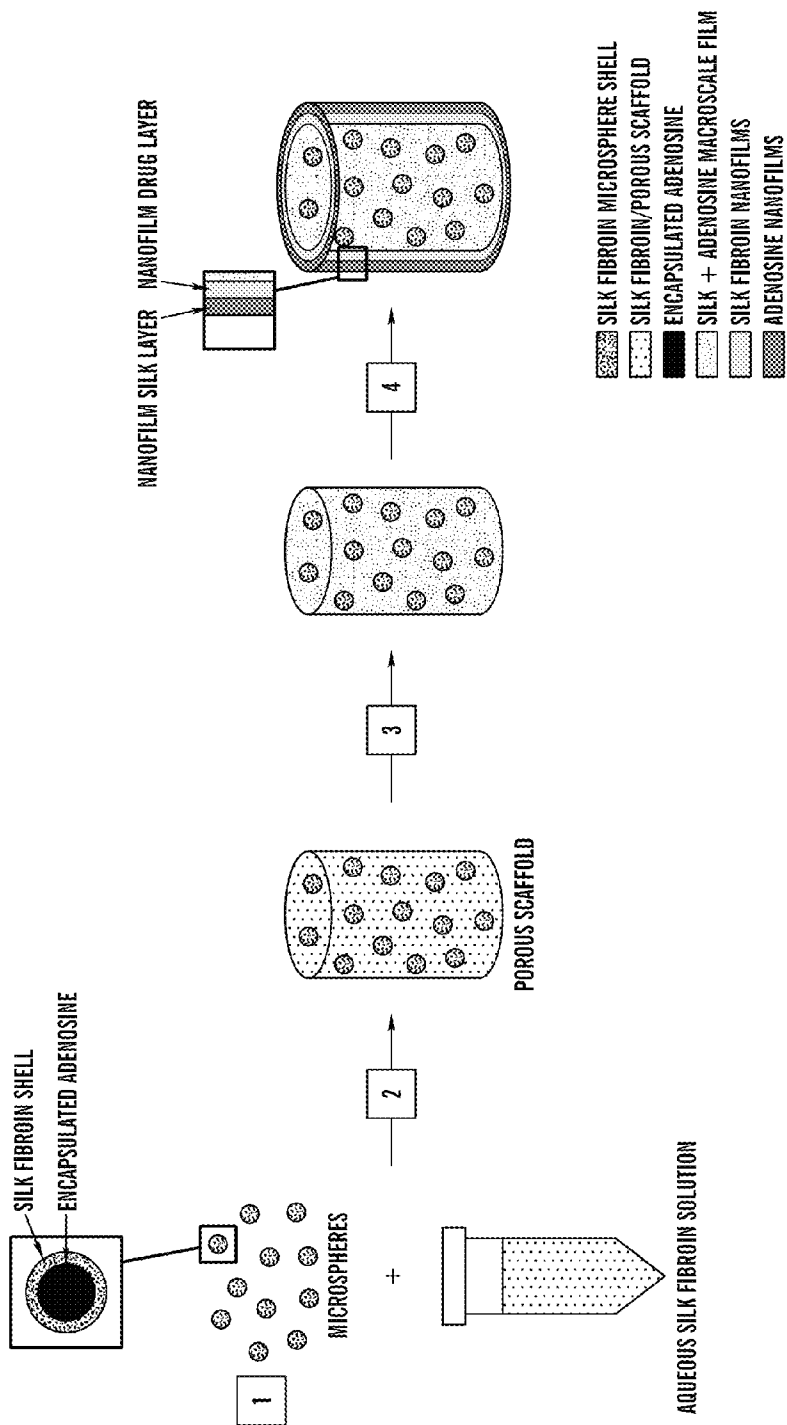 SILK FIBROIN SHELL
ENCAPSULATED ADENOSINE
1
MICROSPHERES
+
AQUEOUS SILK FIBROIN SOLUTION
2
POROUS SCAFFOLD
3
4
NANOFILM SILK LAYER
NANOFILM DRUG LAYER
SILK FIBROIN MICROSPHERE SHELL
SILK FIBROIN/POROUS SCAFFOLD
ENCAPSULATED ADENOSINE
SILK + ADENOSINE MACROSCALE FILM
SILK FIBROIN NANOFILMS
ADENOSINE NANOFILMS